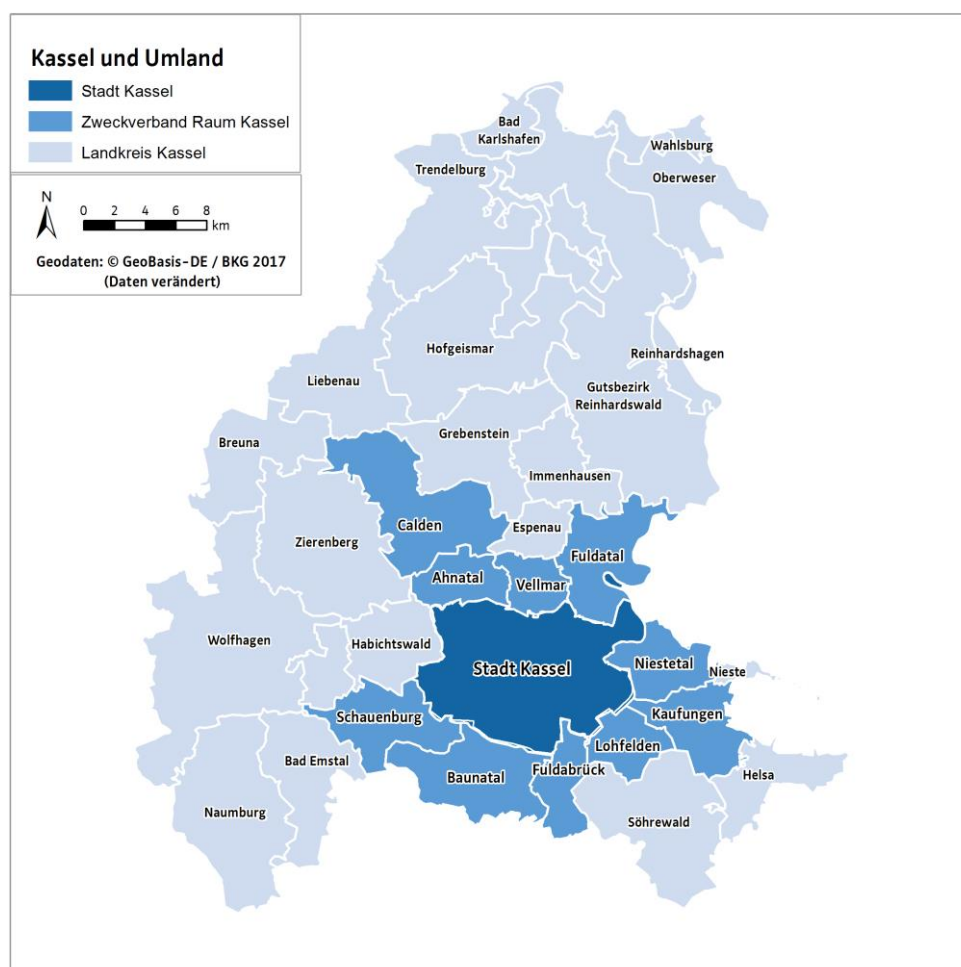 Kassel und Umland
Stadt Kassel
Zweckverband Raum Kassel
Landkreis Kassel
N
0 2 4 6 8
km
Geodaten: © GeoBasis-DE / BKG 2017
(Daten verändert)
Bad
Karlshafen
Wahlsburg
Trendelburg
Oberweser
Hofgeismar
Reinhardshagen
Liebenau
Gutsbezirk
Reinhardswald
Grebenstein
Breuna
Immenhausen
Calden
Espenau
Zierenberg
Fuldatal
Ahnatal
Vellmar
Wolfhagen
Habichtswald
Stadt Kassel
Niestetal
Nieste
Schauenburg
Kaufungen
Lohfelden
Bad Emstal
Baunatal
Fuldabrück
Helsa
Naumburg
Söhrewald